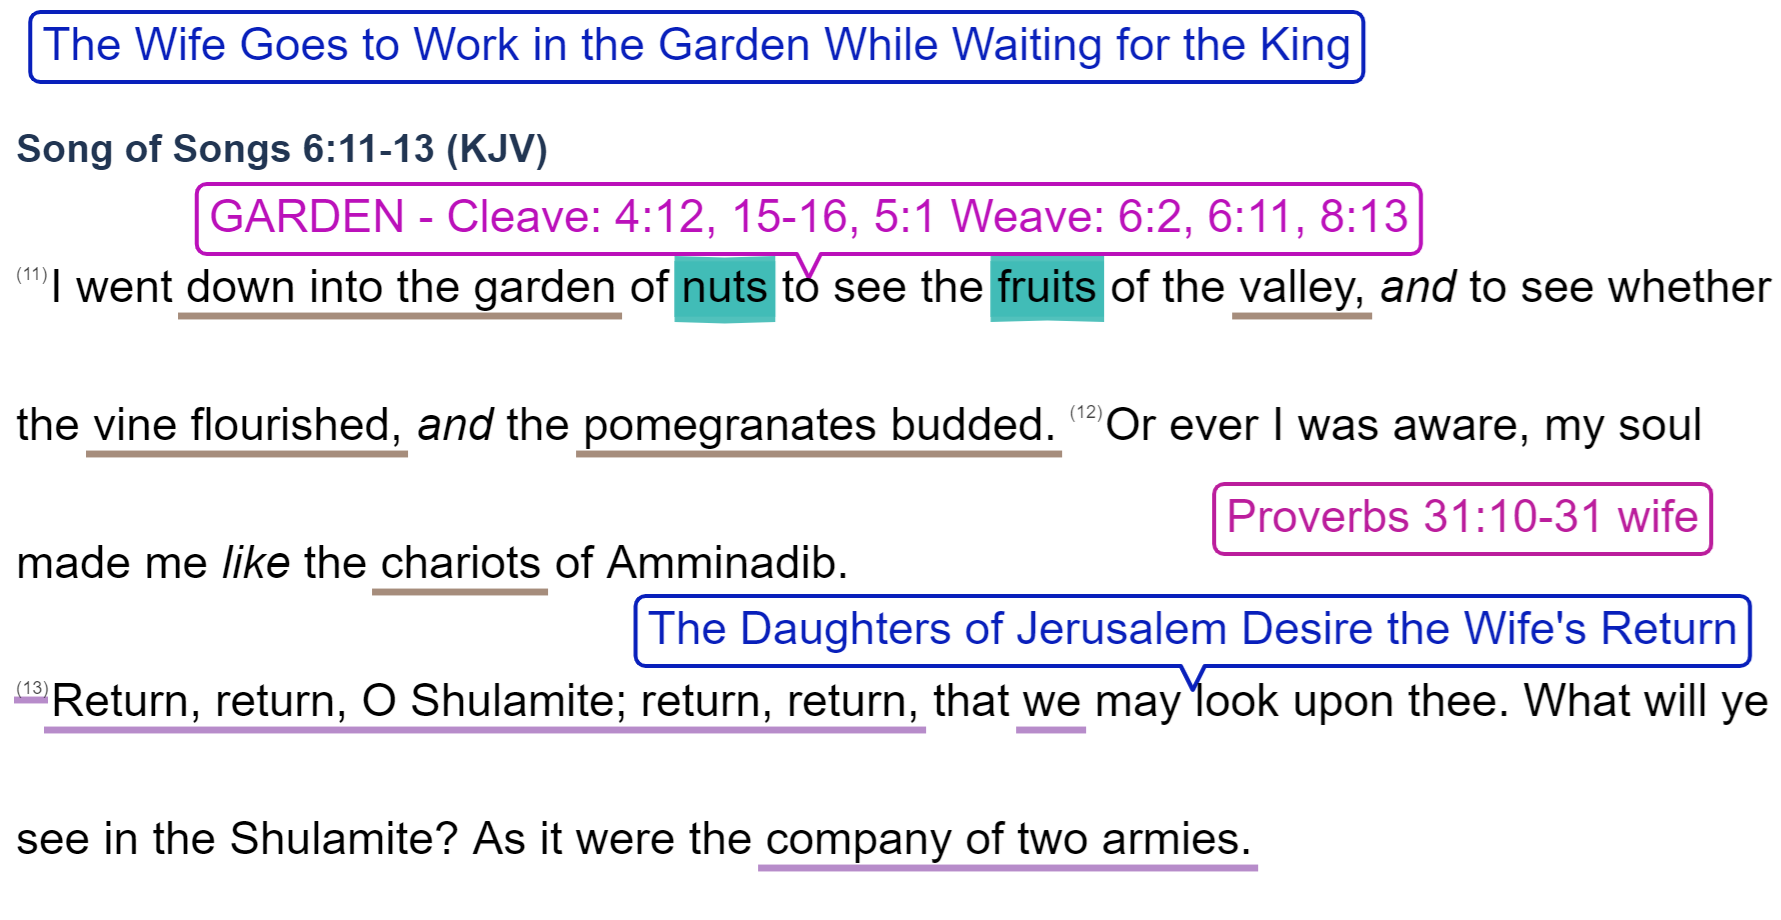 The Wife Goes to Work in the Garden While Waiting for the King
Song of Songs 6:11-13 (KJV)
GARDEN - Cleave: 4:12, 15-16, 5:1 Weave: 6:2, 6:11, 8:13
(11) I went down into the garden of nuts to see the fruits of the valley, and to see whether
the vine flourished, and the pomegranates budded. (12) Or ever I was aware, my soul
Proverbs 31:10-31 wife
made me like the chariots of Amminadib.
The Daughters of Jerusalem Desire the Wife's Return
(13) Return, return, O Shulamite; return, return, that we may look upon thee. What will ye
see in the Shulamite? As it were the company of two armies.